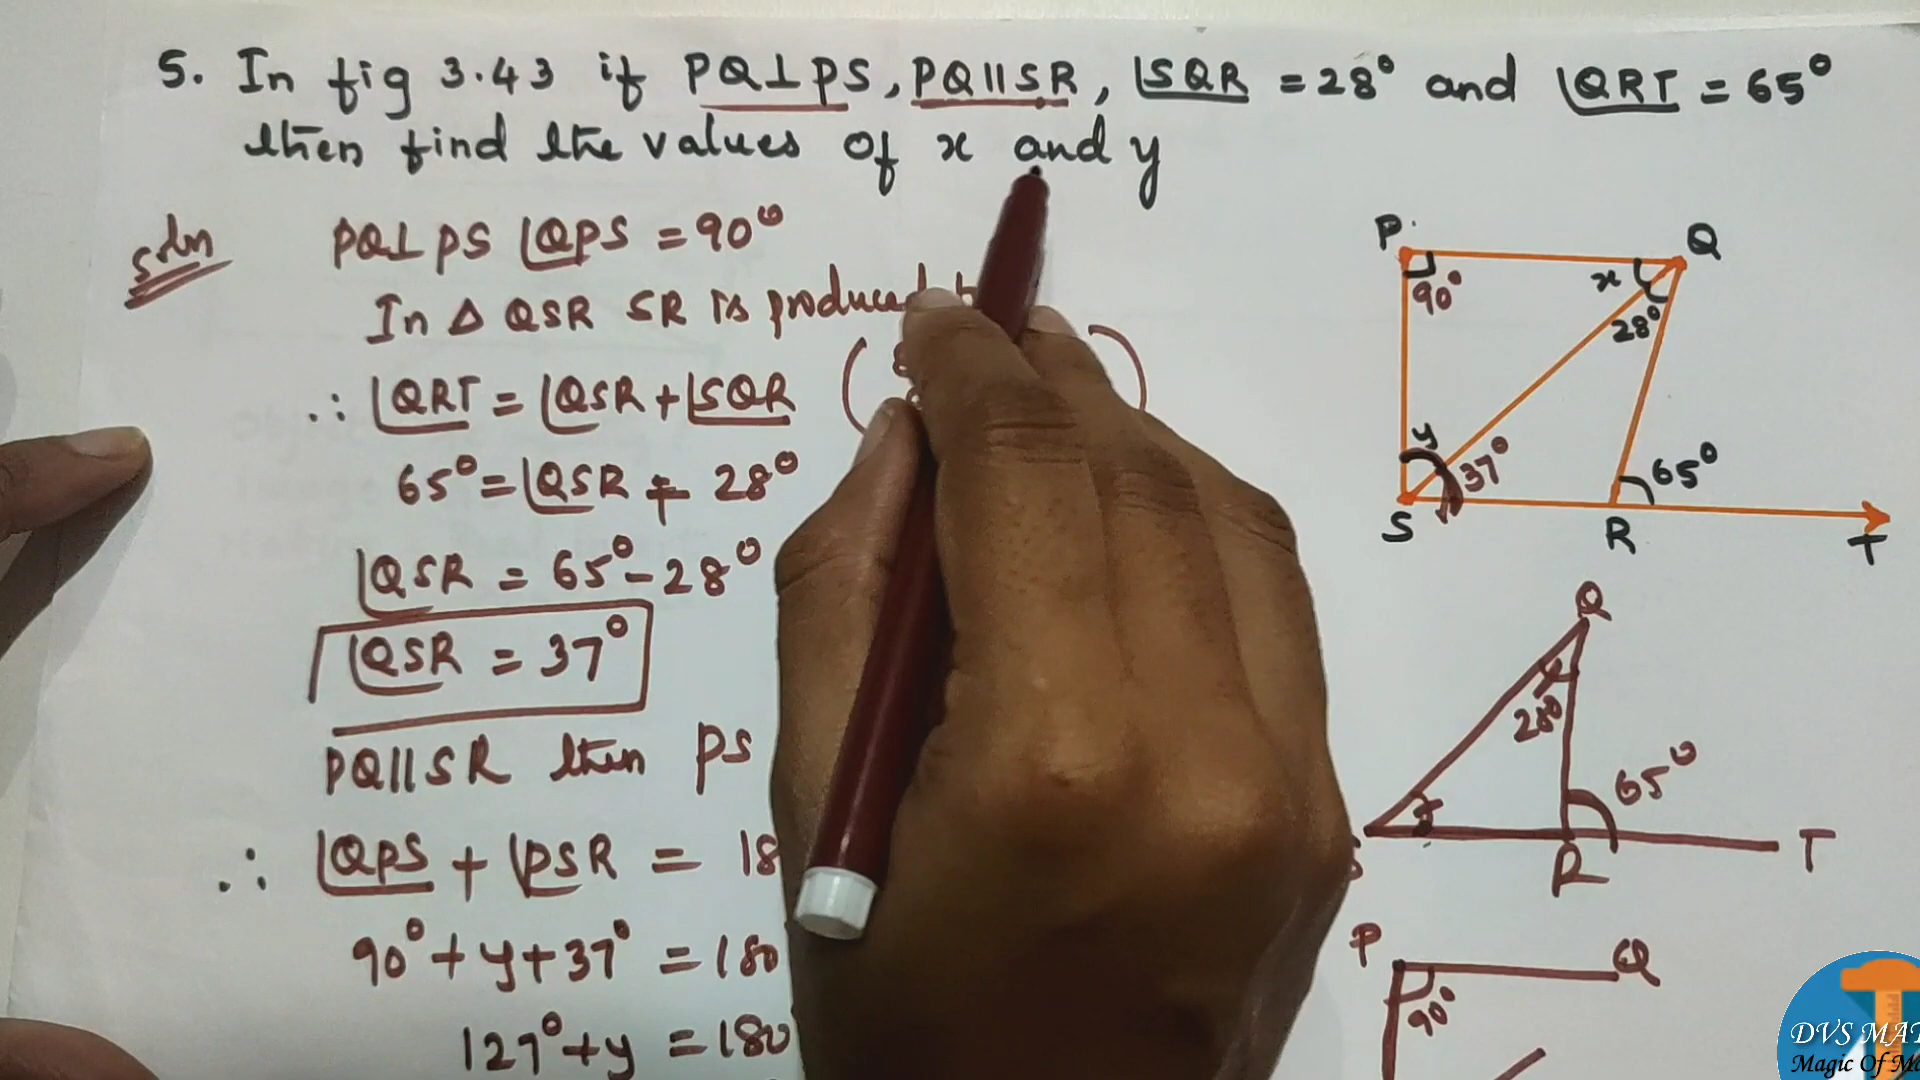 5. In fig 3.43 if PQ⊥PS, PQ∥SR, ∠SQR = 28° and ∠QRT = 65°
then find the values of x and y
Soln PQ⊥PS ∠QPS = 90°
In Δ QSR SR is produced
∴ ∠QRT = ∠QSR + ∠SQR
65° = ∠QSR + 28°
∠QSR = 65° - 28°
∠QSR = 37°
PQ∥SR then PS
∴ ∠QPS + ∠PSR = 18
90° + y + 37° = 180
127° + y = 180
P Q
90° x
28°
y 37° 65°
S R T
Q
28°
x 65°
R T
P Q
90°
DVS MA
Magic Of Ma